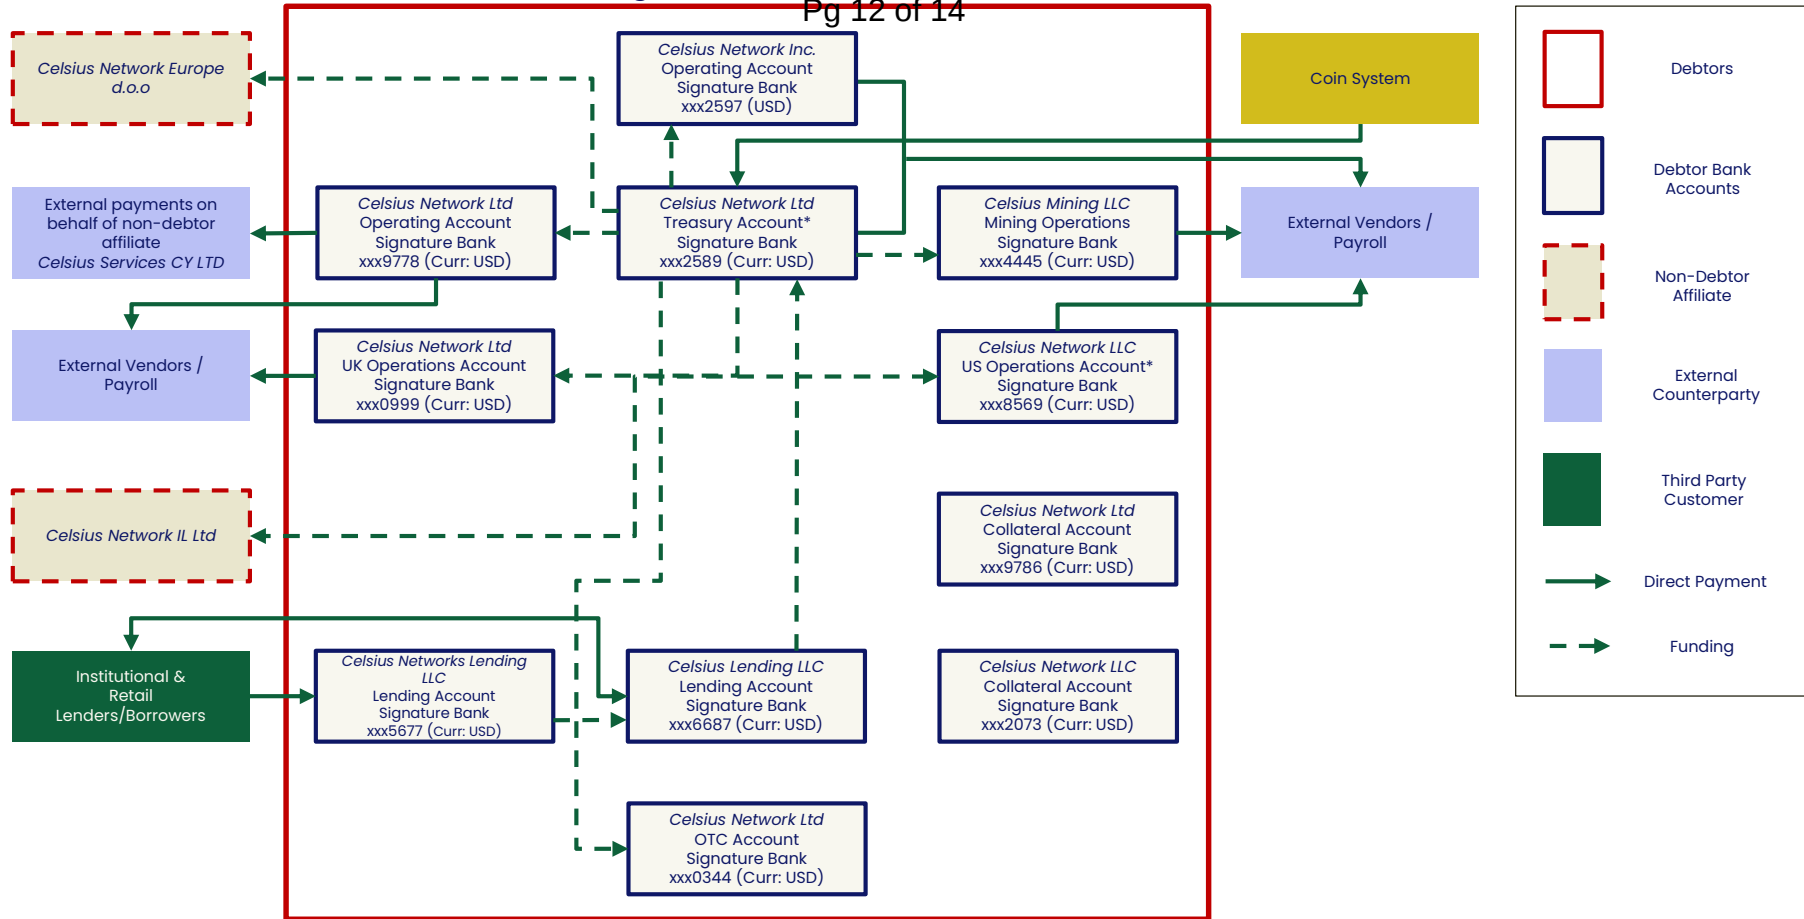 Pg 12 of 14
Celsius Network Europe
d.o.o
Celsius Network Inc.
Operating Account
Signature Bank
xxx2597 (USD)
Coin System
External payments on
behalf of non-debtor
affiliate
Celsius Services CY LTD
Celsius Network Ltd
Operating Account
Signature Bank
xxx9778 (Curr: USD)
Celsius Network Ltd
Treasury Account*
Signature Bank
xxx2589 (Curr: USD)
Celsius Mining LLC
Mining Operations
Signature Bank
xxx4445 (Curr: USD)
External Vendors /
Payroll
External Vendors /
Payroll
Celsius Network Ltd
UK Operations Account
Signature Bank
xxx0999 (Curr: USD)
Celsius Network LLC
US Operations Account*
Signature Bank
xxx8569 (Curr: USD)
Celsius Network IL Ltd
Celsius Network Ltd
Collateral Account
Signature Bank
xxx9786 (Curr: USD)
Institutional &
Retail
Lenders/Borrowers
Celsius Networks Lending
LLC
Lending Account
Signature Bank
xxx5677 (Curr: USD)
Celsius Lending LLC
Lending Account
Signature Bank
xxx6687 (Curr: USD)
Celsius Network LLC
Collateral Account
Signature Bank
xxx2073 (Curr: USD)
Celsius Network Ltd
OTC Account
Signature Bank
xxx0344 (Curr: USD)
Debtors
Debtor Bank
Accounts
Non-Debtor
Affiliate
External
Counterparty
Third Party
Customer
Direct Payment
Funding